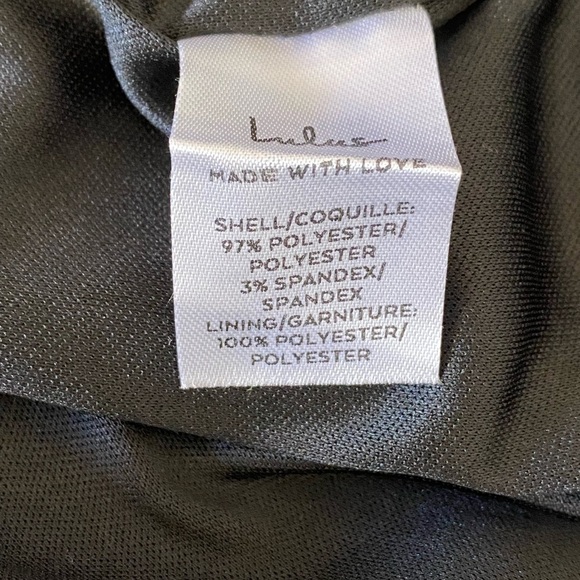 Lulus
MADE WITH LOVE
SHELL/COQUILLE:
97% POLYESTER/
POLYESTER
3% SPANDEX/
SPANDEX
LINING/GARNITURE:
100% POLYESTER/
POLYESTER